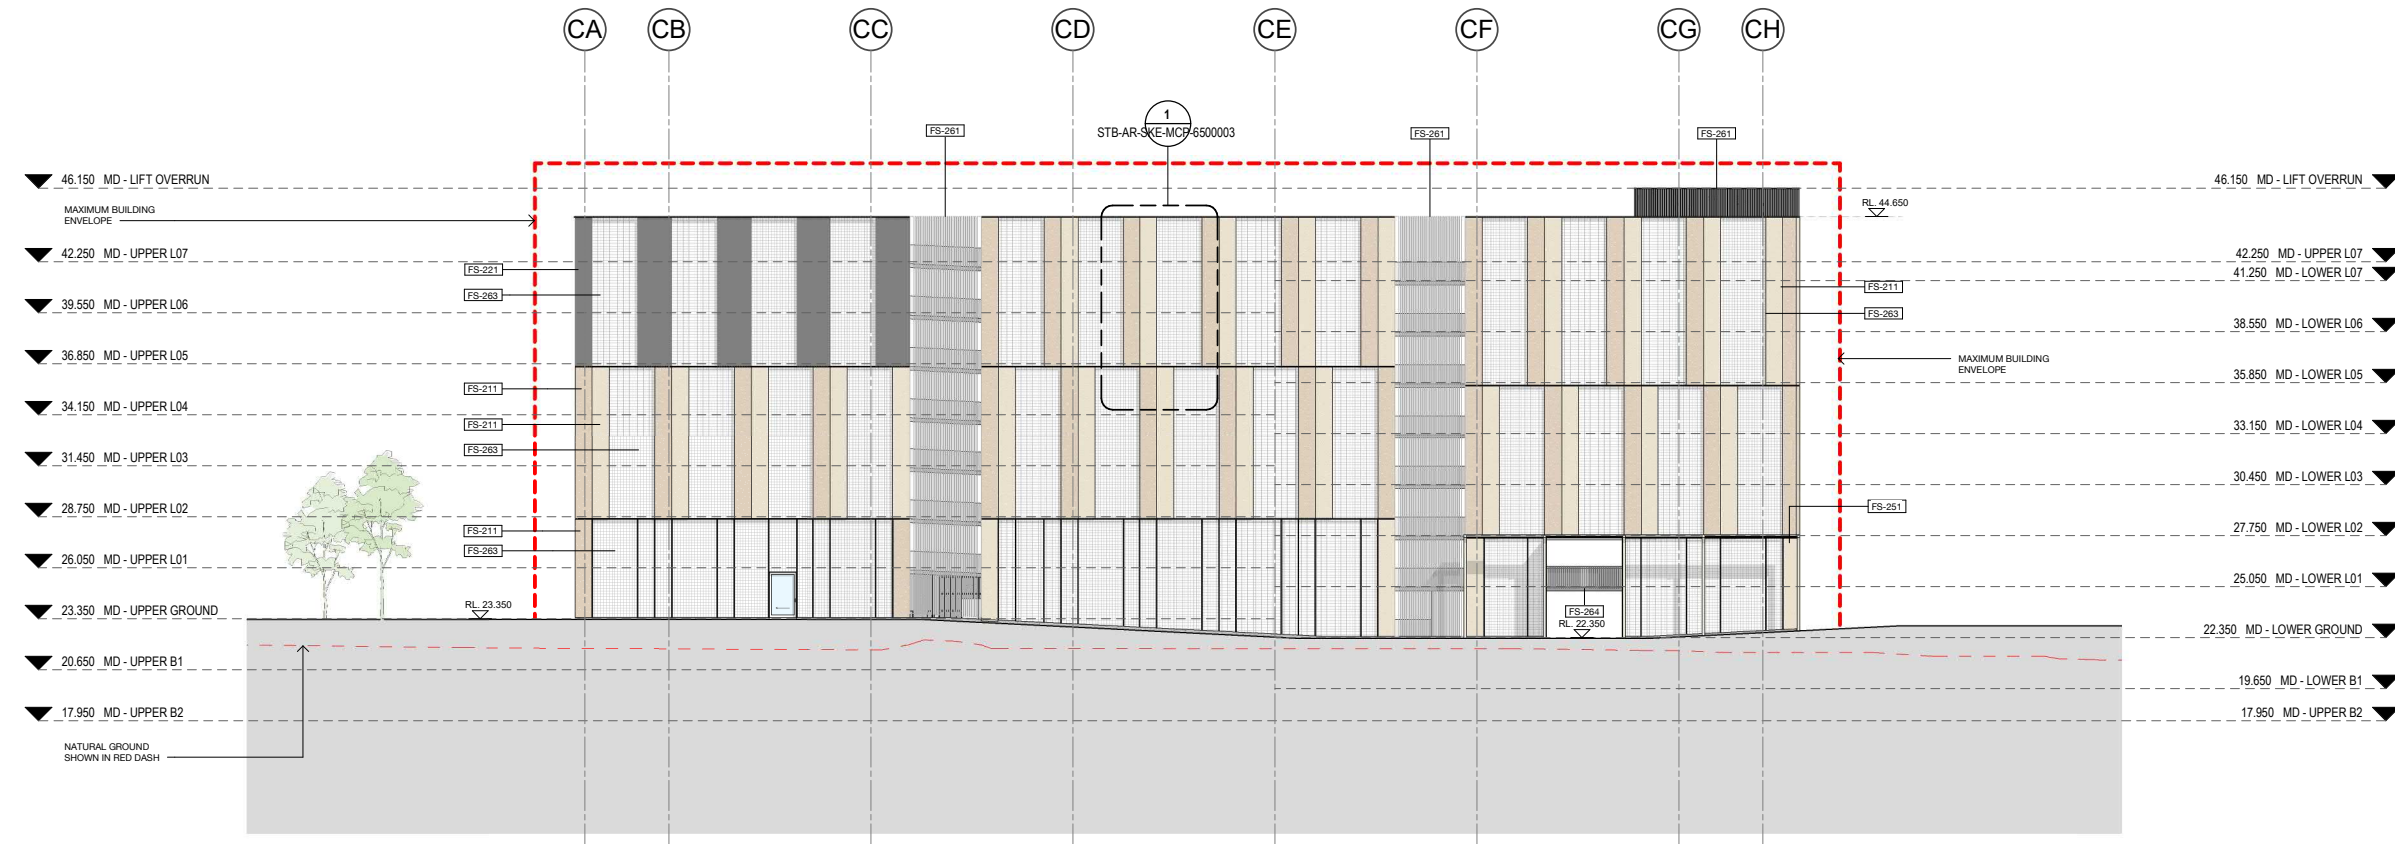 CA CB CC CD CE CF CG CH
1
STB-AR-SKE-MCP-6500003
FS-261
FS-261
FS-261
46.150 MD - LIFT OVERRUN
46.150 MD - LIFT OVERRUN
MAXIMUM BUILDING
ENVELOPE
RL. 44.650
42.250 MD - UPPER L07
42.250 MD - UPPER L07
FS-221
41.250 MD - LOWER L07
FS-211
FS-263
39.550 MD - UPPER L06
FS-263
38.550 MD - LOWER L06
36.850 MD - UPPER L05
MAXIMUM BUILDING
ENVELOPE
FS-211
35.850 MD - LOWER L05
34.150 MD - UPPER L04
FS-211
33.150 MD - LOWER L04
FS-263
31.450 MD - UPPER L03
30.450 MD - LOWER L03
28.750 MD - UPPER L02
FS-251
FS-211
27.750 MD - LOWER L02
FS-263
26.050 MD - UPPER L01
25.050 MD - LOWER L01
RL. 23.350
23.350 MD - UPPER GROUND
FS-264
RL. 22.350
22.350 MD - LOWER GROUND
20.650 MD - UPPER B1
19.650 MD - LOWER B1
17.950 MD - UPPER B2
17.950 MD - UPPER B2
NATURAL GROUND
SHOWN IN RED DASH